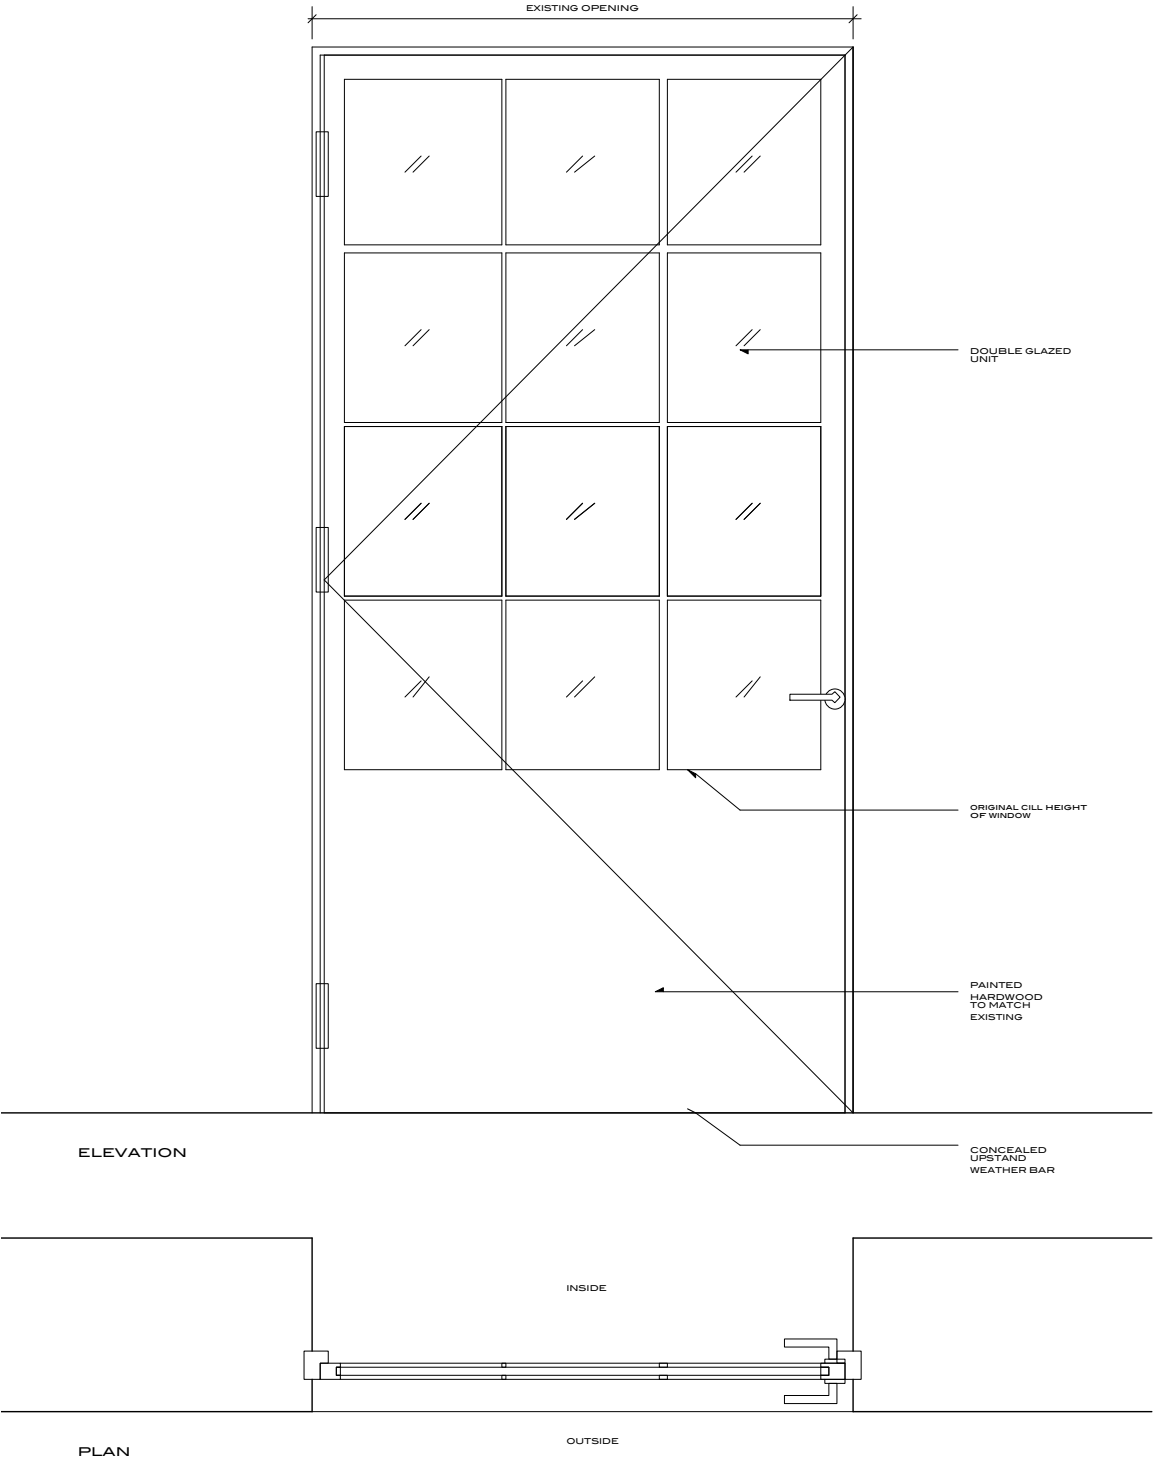 EXISTING OPENING
DOUBLE GLAZED
UNIT
ORIGINAL CILL HEIGHT
OF WINDOW
PAINTED
HARDWOOD
TO MATCH
EXISTING
ELEVATION
CONCEALED
UPSTAND
WEATHER BAR
INSIDE
OUTSIDE
PLAN